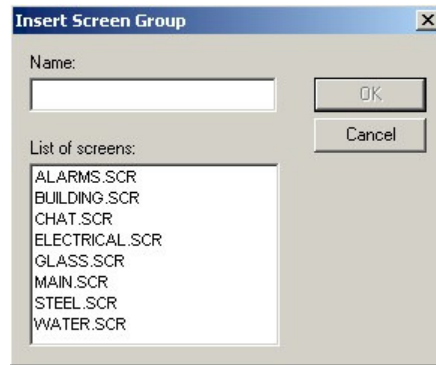 Insert Screen Group
Name:
OK
Cancel
List of screens:
ALARMS.SCR
BUILDING.SCR
CHAT.SCR
ELECTRICAL.SCR
GLASS.SCR
MAIN.SCR
STEEL.SCR
WATER.SCR